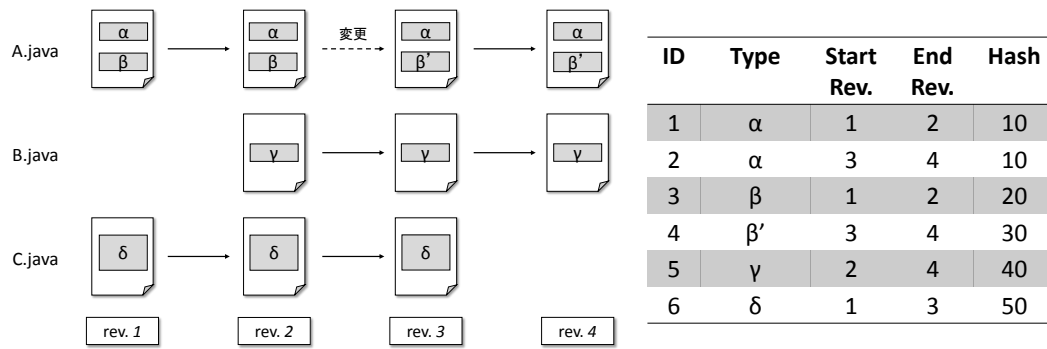 A.java
α α 変更 α α
β β β' β'
B.java
γ γ γ
C.java
δ δ δ
rev. 1 rev. 2 rev. 3 rev. 4
ID Type Start Rev. End Rev. Hash
1 α 1 2 10
2 α 3 4 10
3 β 1 2 20
4 β' 3 4 30
5 γ 2 4 40
6 δ 1 3 50